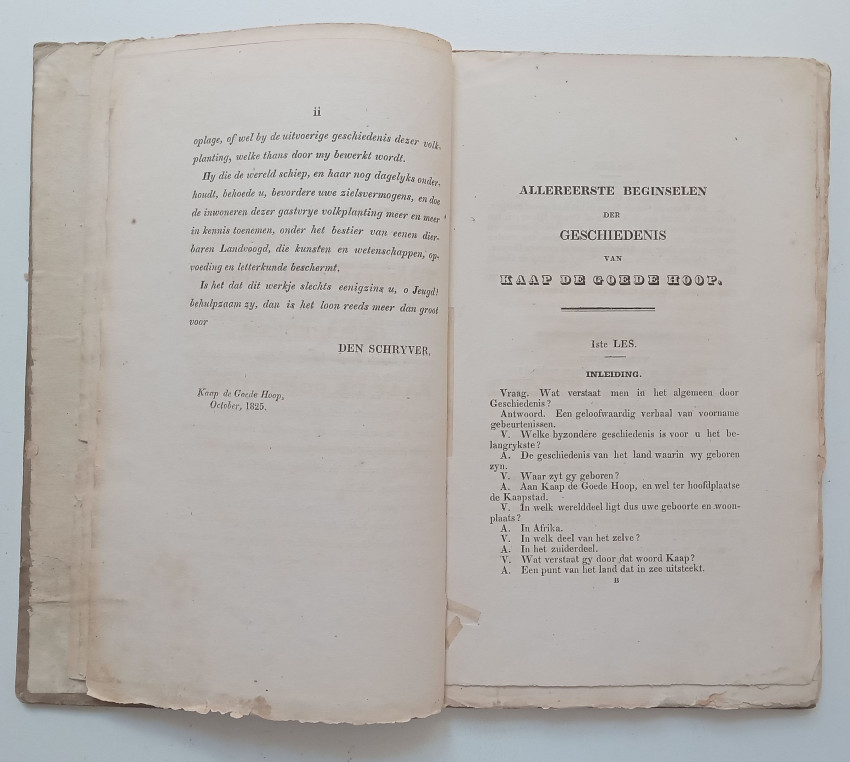 ii
oplage, of wel by de uitvoerige geschiedenis dezer volk-
planting, welke thans door my bewerkt wordt.
Hy die de wereld schiep, en haar nog dagelyks onder-
houdt, behoede u, bevordere uwe zielsvermogens, en doe
de inwoneren dezer gastvrye volkplanting meer en meer
in kennis toenemen, onder het bestier van eenen dier-
baren Landvoogd, die kunsten en wetenschappen, op-
voeding en letterkunde beschermt.
Is het dat dit werkje slechts eenigzins u, o Jeugd!
behulpzaam zy, dan is het loon reeds meer dan groot
voor
DEN SCHRYVER.
Kaap de Goede Hoop,
October, 1825.
ALLEREERSTE BEGINSELEN
DER
GESCHIEDENIS
VAN
KAAP DE GOEDE HOOP.
1ste LES.
INLEIDING.
Vraag. Wat verstaat men in het algemeen door
Geschiedenis?
Antwoord. Een geloofwaardig verhaal van voorname
gebeurtenissen.
V. Welke byzondere geschiedenis is voor u het be-
langrykste?
A. De geschiedenis van het land waarin wy geboren
zyn.
V. Waar zyt gy geboren?
A. Aan Kaap de Goede Hoop, en wel ter hoofdplaatse
de Kaapstad.
V. In welk werelddeel ligt dus uwe geboorte en woon-
plaats?
A. In Afrika.
V. In welk deel van het zelve?
A. In het zuiderdeel.
V. Wat verstaat gy door dat woord Kaap?
A. Een punt van het land dat in zee uitsteekt.
B